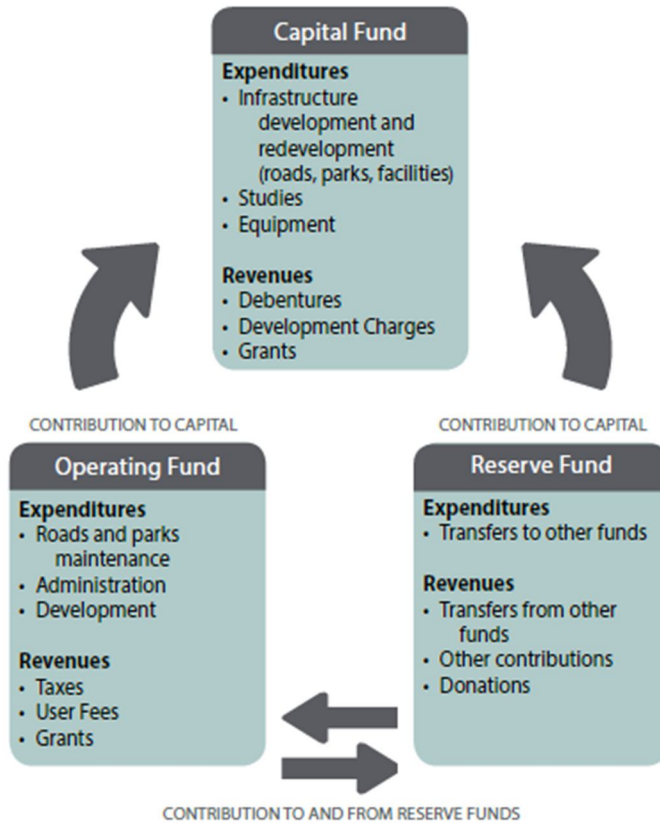 Capital Fund
Expenditures
• Infrastructure
development and
redevelopment
(roads, parks, facilities)
• Studies
• Equipment
Revenues
• Debentures
• Development Charges
• Grants
CONTRIBUTION TO CAPITAL
Operating Fund
Expenditures
• Roads and parks
maintenance
• Administration
• Development
Revenues
• Taxes
• User Fees
• Grants
CONTRIBUTION TO CAPITAL
Reserve Fund
Expenditures
• Transfers to other funds
Revenues
• Transfers from other
funds
• Other contributions
• Donations
CONTRIBUTION TO AND FROM RESERVE FUNDS